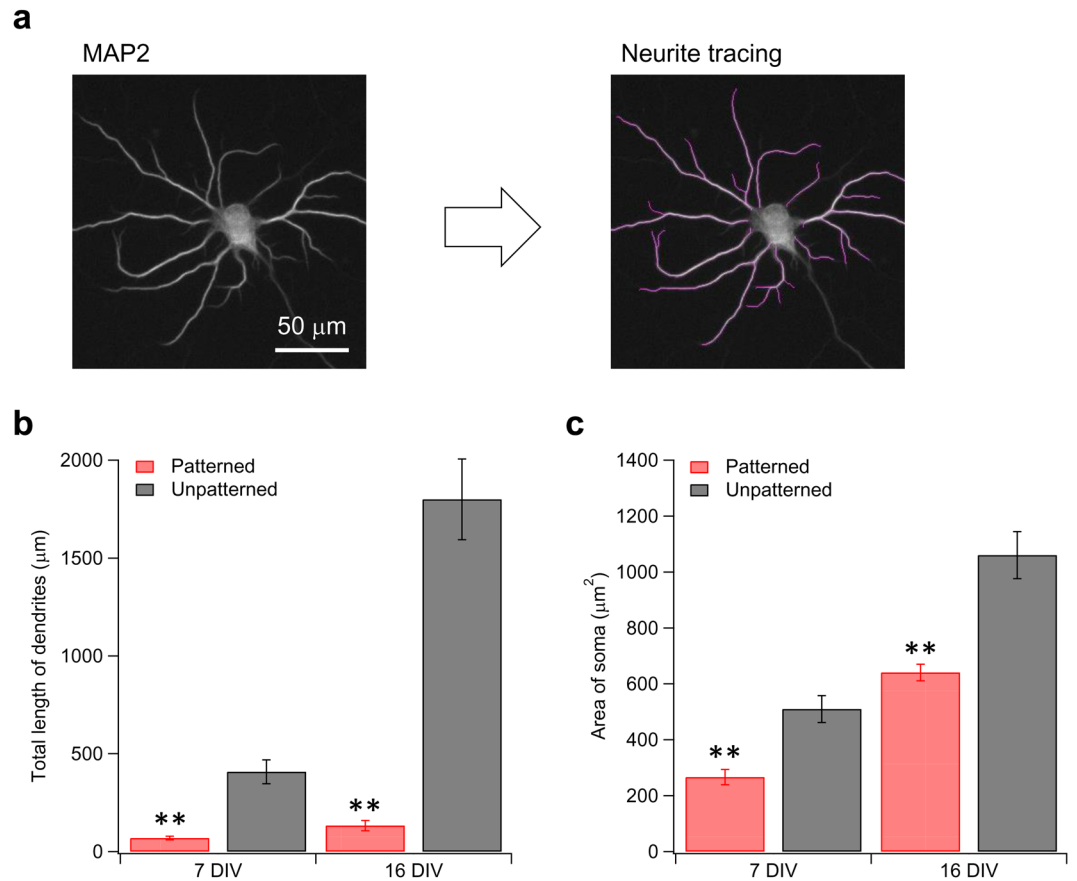 a
MAP2
Neurite tracing
50 μm
b
2000
1500
1000
500
0
Total length of dendrites (μm)
Patterned
Unpatterned
**
**
7 DIV
16 DIV
c
1400
1200
1000
800
600
400
200
0
Area of soma (μm²)
Patterned
Unpatterned
**
**
7 DIV
16 DIV